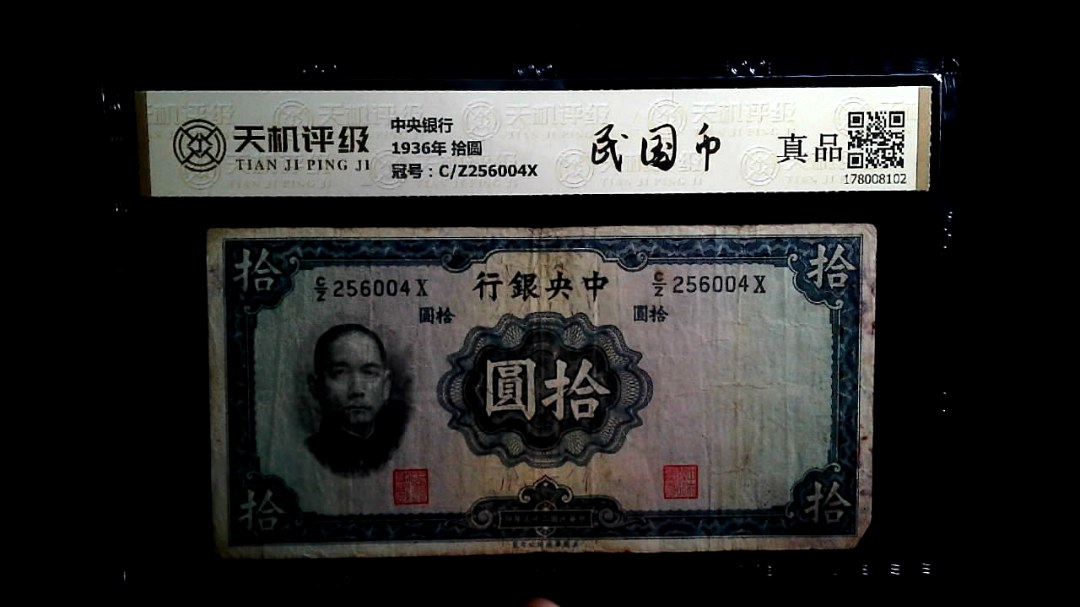 天机评级
TIAN JI PING JI
中央银行
1936年 拾圆
冠号：C/Z256004X
民国币
真品
178008102
拾
拾
C/Z 256004 X
行銀央中
C/Z 256004 X
圓拾
圓拾
圓拾
拾
拾